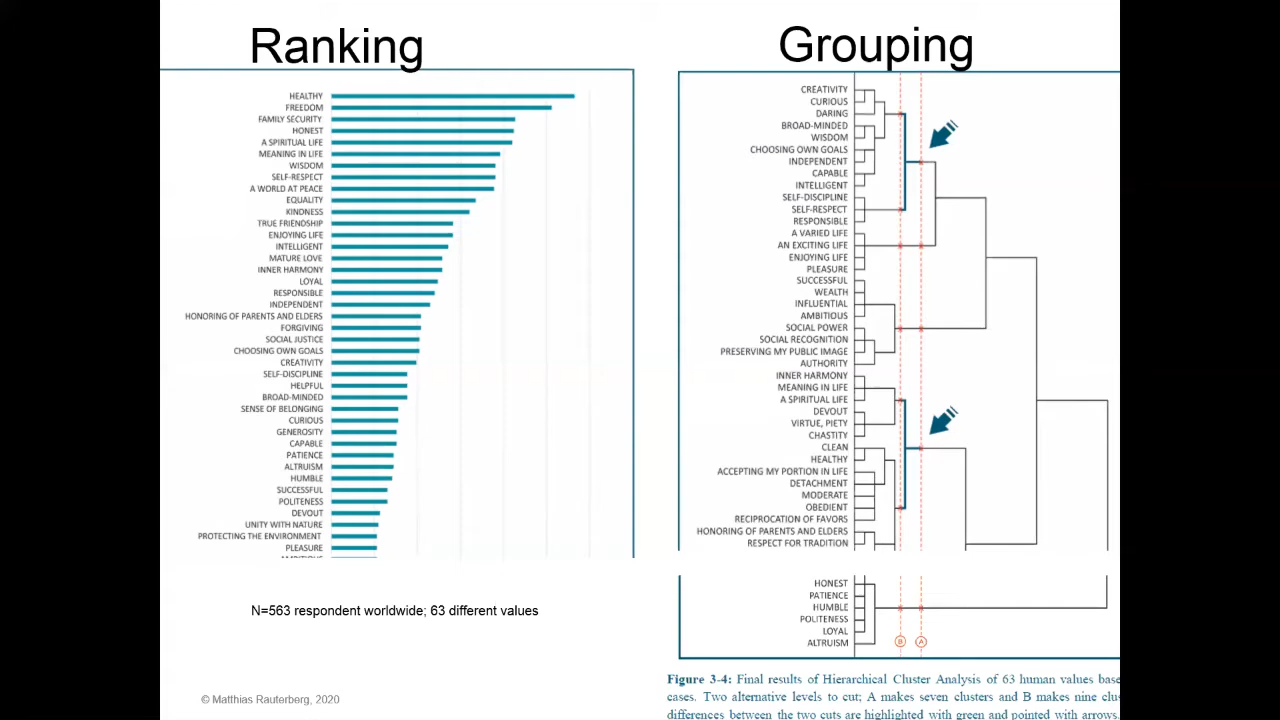 Ranking
HEALTHY
FREEDOM
FAMILY SECURITY
HONEST
A SPIRITUAL LIFE
MEANING IN LIFE
WISDOM
SELF-RESPECT
A WORLD AT PEACE
EQUALITY
KINDNESS
TRUE FRIENDSHIP
ENJOYING LIFE
INTELLIGENT
MATURE LOVE
INNER HARMONY
LOYAL
RESPONSIBLE
INDEPENDENT
HONORING OF PARENTS AND ELDERS
FORGIVING
SOCIAL JUSTICE
CHOOSING OWN GOALS
CREATIVITY
SELF-DISCIPLINE
HELPFUL
BROAD-MINDED
SENSE OF BELONGING
CURIOUS
GENEROSITY
CAPABLE
PATIENCE
ALTRUISM
HUMBLE
SUCCESSFUL
POLITENESS
DEVOUT
UNITY WITH NATURE
PROTECTING THE ENVIRONMENT
PLEASURE
N=563 respondent worldwide; 63 different values
© Matthias Rauterberg, 2020
Grouping
CREATIVITY
CURIOUS
DARING
BROAD-MINDED
WISDOM
CHOOSING OWN GOALS
INDEPENDENT
CAPABLE
INTELLIGENT
SELF-DISCIPLINE
SELF-RESPECT
RESPONSIBLE
A VARIED LIFE
AN EXCITING LIFE
ENJOYING LIFE
PLEASURE
SUCCESSFUL
WEALTH
INFLUENTIAL
AMBITIOUS
SOCIAL POWER
SOCIAL RECOGNITION
PRESERVING MY PUBLIC IMAGE
AUTHORITY
INNER HARMONY
MEANING IN LIFE
A SPIRITUAL LIFE
DEVOUT
VIRTUE, PIETY
CHASTITY
CLEAN
HEALTHY
ACCEPTING MY PORTION IN LIFE
DETACHMENT
MODERATE
OBEDIENT
RECIPROCATION OF FAVORS
HONORING OF PARENTS AND ELDERS
RESPECT FOR TRADITION
HONEST
PATIENCE
HUMBLE
POLITENESS
LOYAL
ALTRUISM
B A
Figure 3-4: Final results of Hierarchical Cluster Analysis of 63 human values base
cases. Two alternative levels to cut; A makes seven clusters and B makes nine clus
differences between the two cuts are highlighted with green and pointed with arrows.